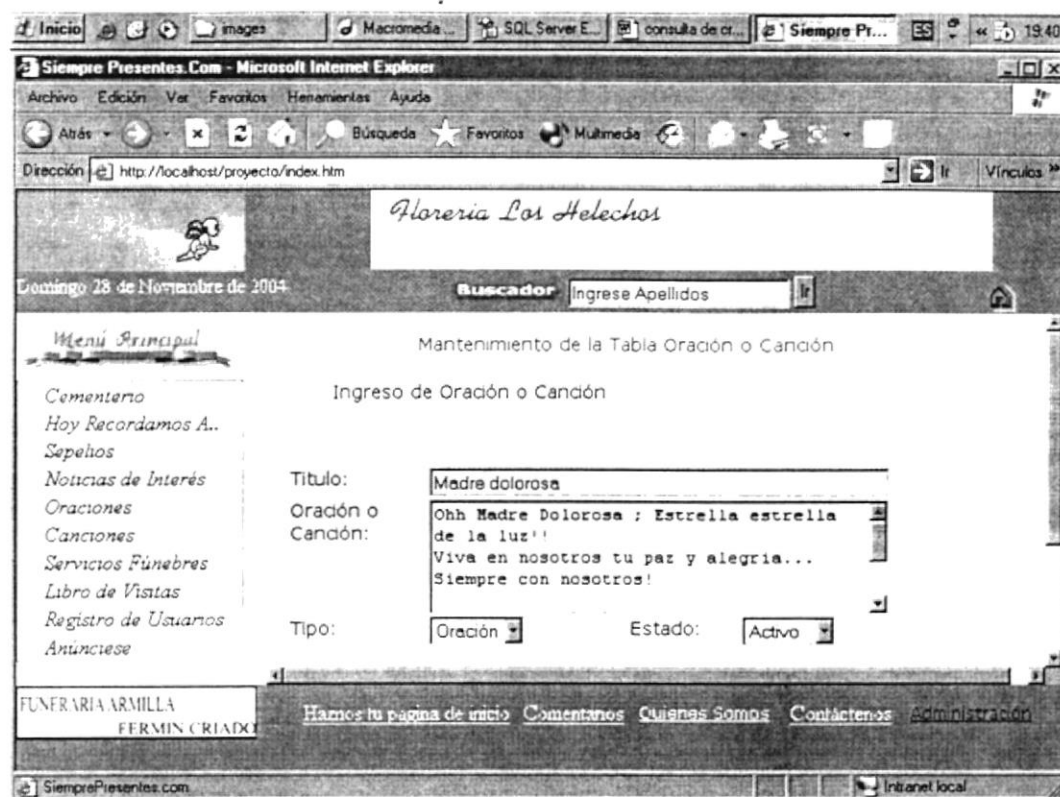 Inicio images Macromedia ... SQL Server E... consulta de cr... Siempre Pr... ES « 19:40
Siempre Presentes.Com - Microsoft Internet Explorer
Archivo Edición Ver Favoritos Herramientas Ayuda
Atrás Búsqueda Favoritos Multimedia
Dirección http://localhost/proyecto/index.htm Ir Vínculos »
Floreria Los Helechos
Domingo 28 de Noviembre de 2004
Buscador Ingrese Apellidos Ir
Menú Principal
Cementerio
Hoy Recordamos A..
Sepelios
Noticias de Interés
Oraciones
Canciones
Servicios Fúnebres
Libro de Visitas
Registro de Usuarios
Anúnciese
Mantenimiento de la Tabla Oración o Canción
Ingreso de Oración o Canción
Titulo: Madre dolorosa
Oración o Canción:
Ohh Madre Dolorosa ; Estrella estrella
de la luz!!
Viva en nosotros tu paz y alegria...
Siempre con nosotros!
Tipo: Oración Estado: Activo
FUNERARIA ARMILLA
FERMIN CRIADO
Haznos tu pagina de inicio Comentarios Quienes Somos Contáctenos Administración
SiemprePresentes.com Intranet local